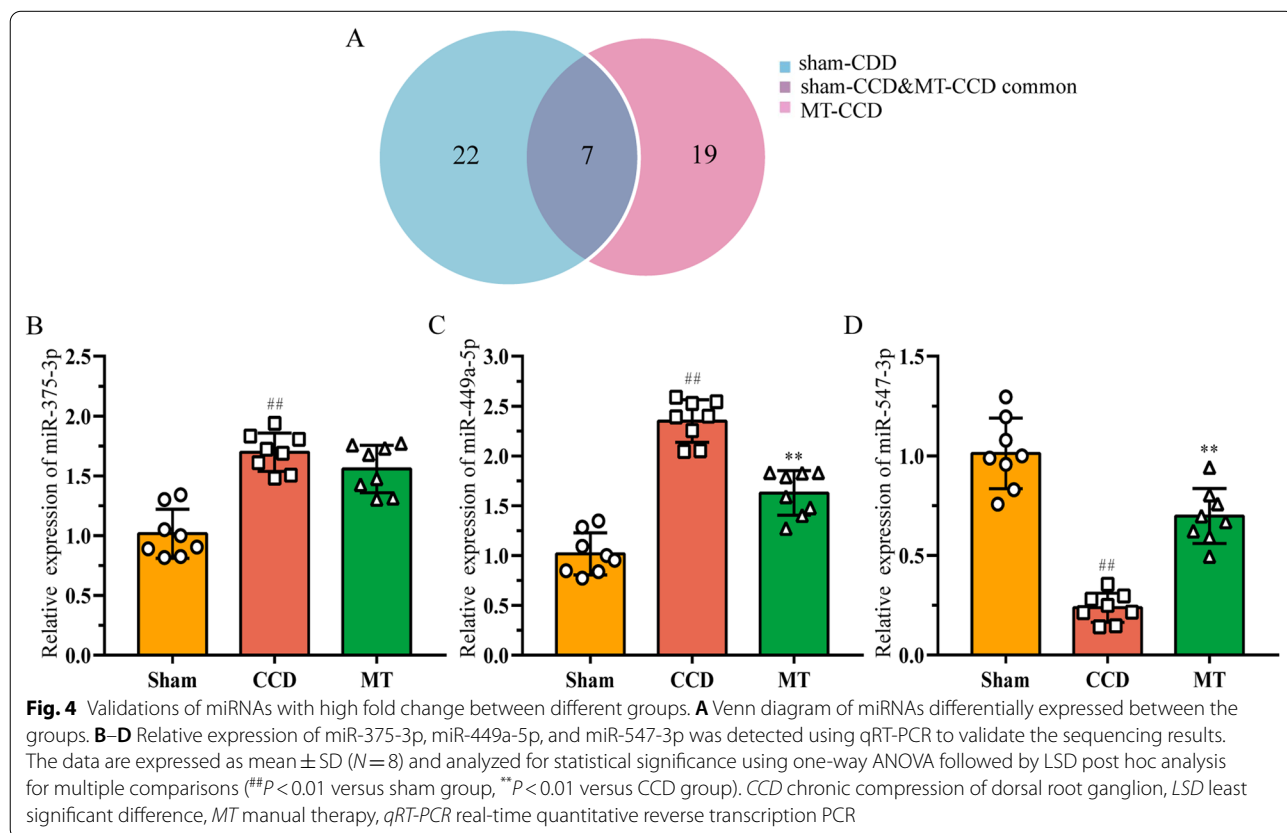 A
sham-CDD
sham-CCD&MT-CCD common
MT-CCD
22
7
19
B
Relative expression of miR-375-3p
2.5
2.0
1.5
1.0
0.5
0.0
##
Sham
CCD
MT
C
Relative expression of miR-449a-5p
3.0
2.5
2.0
1.5
1.0
0.5
0.0
##
**
Sham
CCD
MT
D
Relative expression of miR-547-3p
1.5
1.0
0.5
0.0
##
**
Sham
CCD
MT
Fig. 4 Validations of miRNAs with high fold change between different groups. A Venn diagram of miRNAs differentially expressed between the
groups. B–D Relative expression of miR-375-3p, miR-449a-5p, and miR-547-3p was detected using qRT-PCR to validate the sequencing results.
The data are expressed as mean ± SD (N = 8) and analyzed for statistical significance using one-way ANOVA followed by LSD post hoc analysis
for multiple comparisons (##P < 0.01 versus sham group, **P < 0.01 versus CCD group). CCD chronic compression of dorsal root ganglion, LSD least
significant difference, MT manual therapy, qRT-PCR real-time quantitative reverse transcription PCR